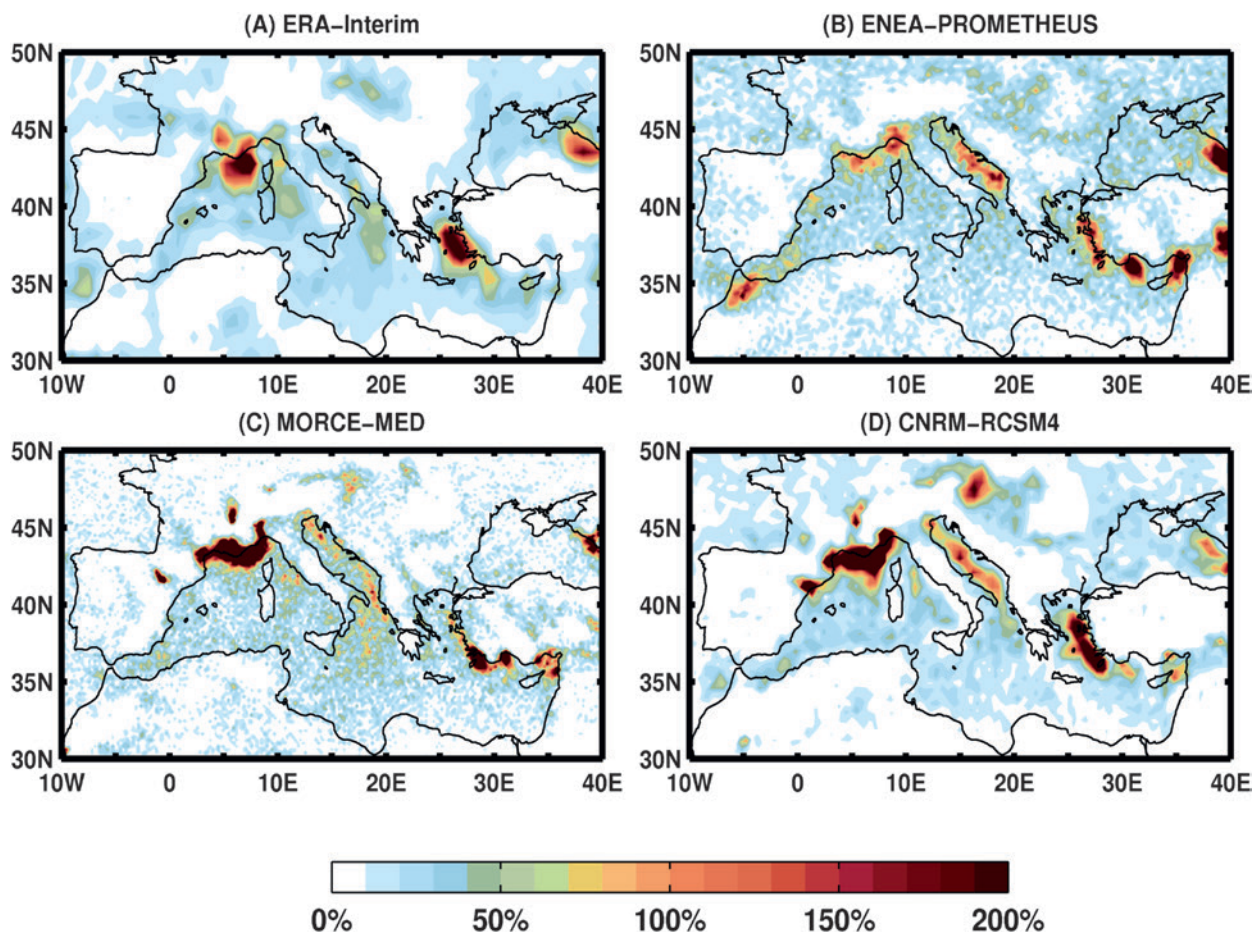 (A) ERA-Interim
(B) ENEA-PROMETHEUS
50N
45N
40N
35N
30N
10W 0 10E 20E 30E 40E
50N
45N
40N
35N
30N
10W 0 10E 20E 30E 40E.
(C) MORCE-MED
(D) CNRM-RCSM4
50N
45N
40N
35N
30N
10W 0 10E 20E 30E 40E
50N
45N
40N
35N
30N
10W 0 10E 20E 30E 40E.
0% 50% 100% 150% 200%